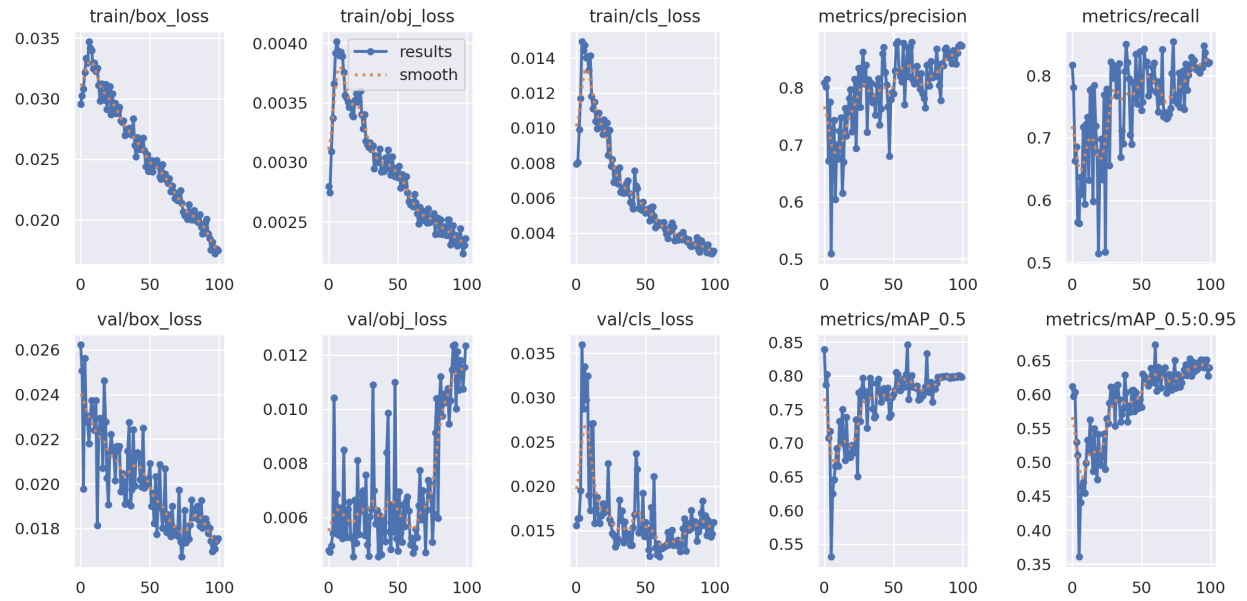 train/box_loss
0.035
0.030
0.025
0.020
0 50 100
train/obj_loss
results
smooth
0.0040
0.0035
0.0030
0.0025
0 50 100
train/cls_loss
0.014
0.012
0.010
0.008
0.006
0.004
0 50 100
metrics/precision
0.8
0.7
0.6
0.5
0 50 100
metrics/recall
0.8
0.7
0.6
0.5
0 50 100
val/box_loss
0.026
0.024
0.022
0.020
0.018
0 50 100
val/obj_loss
0.012
0.010
0.008
0.006
0 50 100
val/cls_loss
0.035
0.030
0.025
0.020
0.015
0 50 100
metrics/mAP_0.5
0.85
0.80
0.75
0.70
0.65
0.60
0.55
0 50 100
metrics/mAP_0.5:0.95
0.65
0.60
0.55
0.50
0.45
0.40
0.35
0 50 100